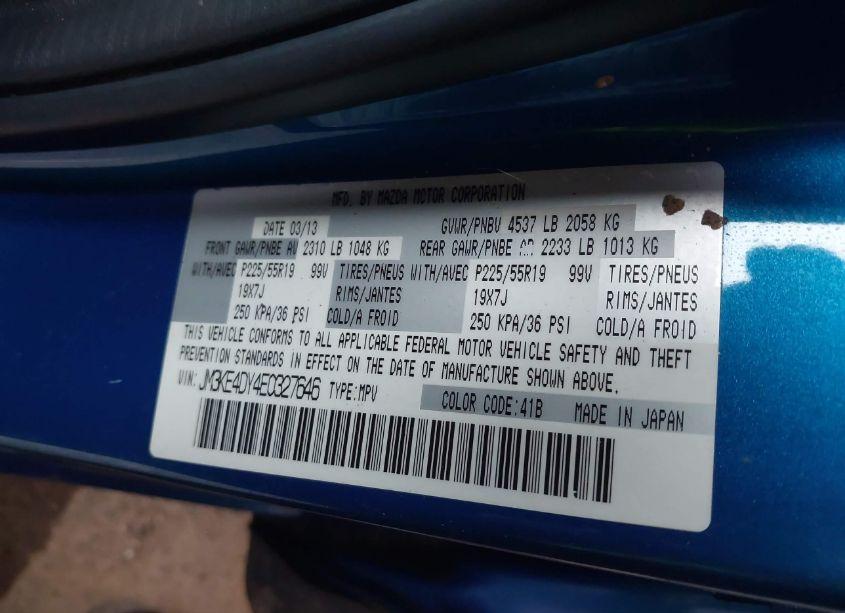 MFD. BY MAZDA MOTOR CORPORATION
DATE 03/13 GVWR/PNBV 4537 LB 2058 KG
FRONT GAWR/PNBE AV 2310 LB 1048 KG REAR GAWR/PNBE AR 2233 LB 1013 KG
WITH/AVEC P225/55R19 99V TIRES/PNEUS WITH/AVEC P225/55R19 99V TIRES/PNEUS
19X7J RIMS/JANTES 19X7J RIMS/JANTES
250 KPA/36 PSI COLD/A FROID 250 KPA/36 PSI COLD/A FROID
THIS VEHICLE CONFORMS TO ALL APPLICABLE FEDERAL MOTOR VEHICLE SAFETY AND THEFT
PREVENTION STANDARDS IN EFFECT ON THE DATE OF MANUFACTURE SHOWN ABOVE.
VIN: JM3KE4DY4E0327646 TYPE:MPV COLOR CODE:41B MADE IN JAPAN